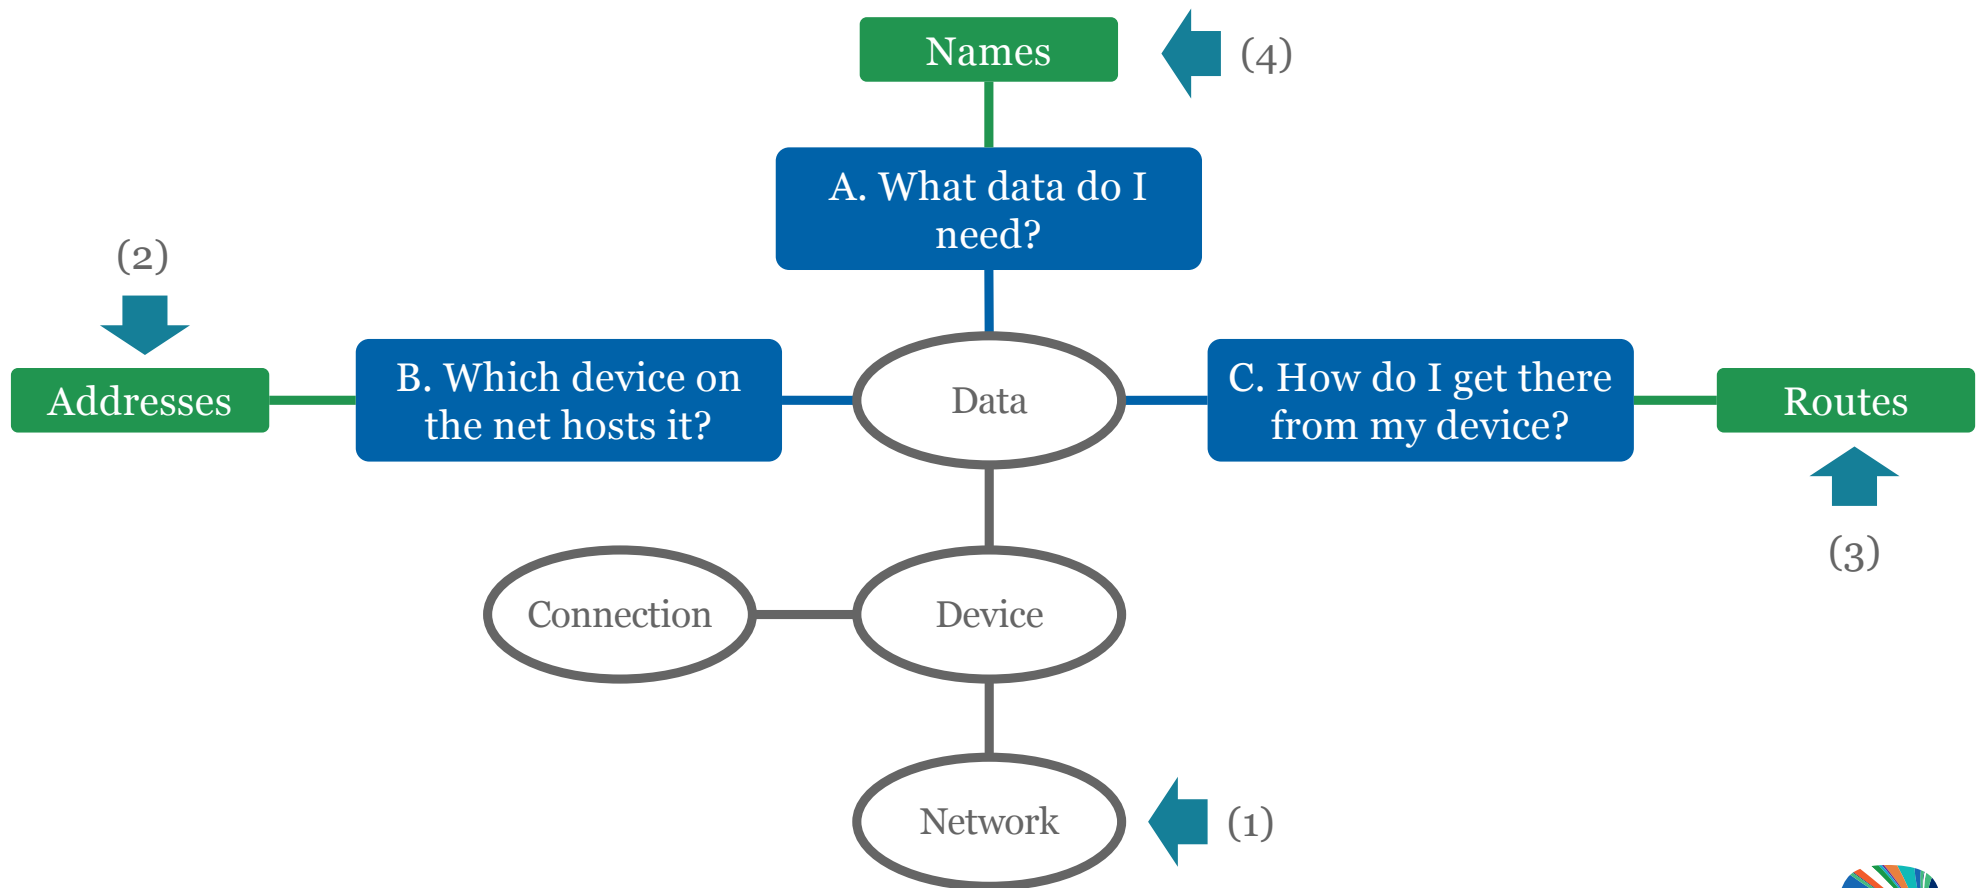 Names
(4)
A. What data do I
need?
(2)
Addresses
B. Which device on
the net hosts it?
Data
C. How do I get there
from my device?
Routes
(3)
Connection
Device
Network
(1)